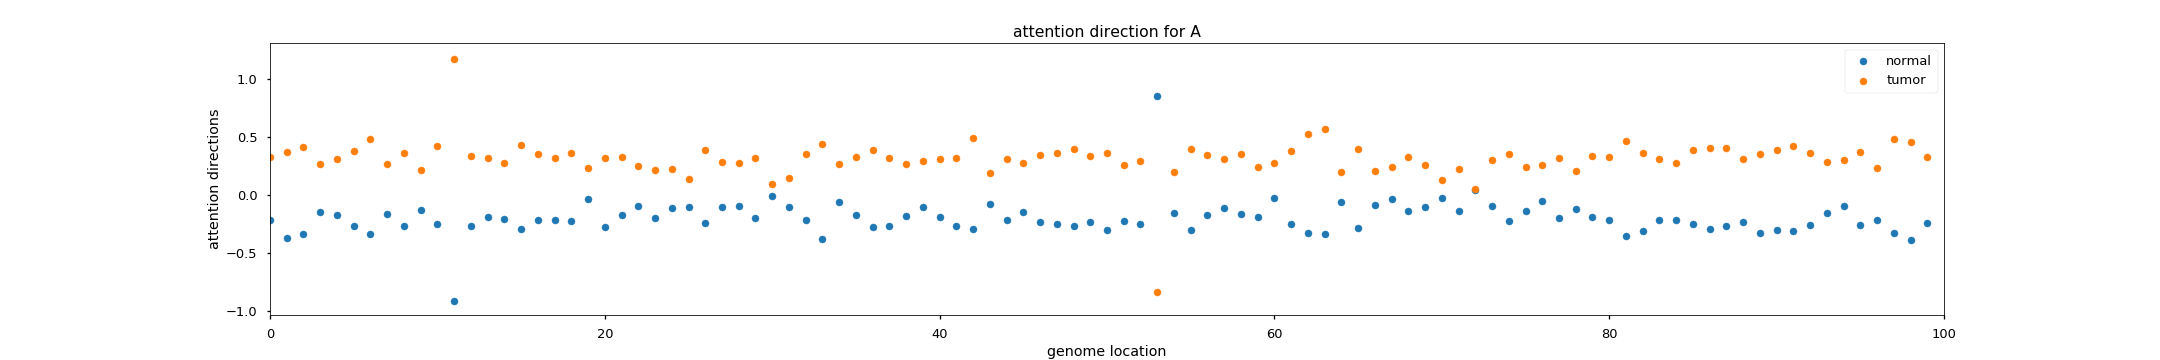 attention direction for A
normal
tumor
attention directions
1.0
0.5
0.0
−0.5
−1.0
0 20 40 60 80 100
genome location